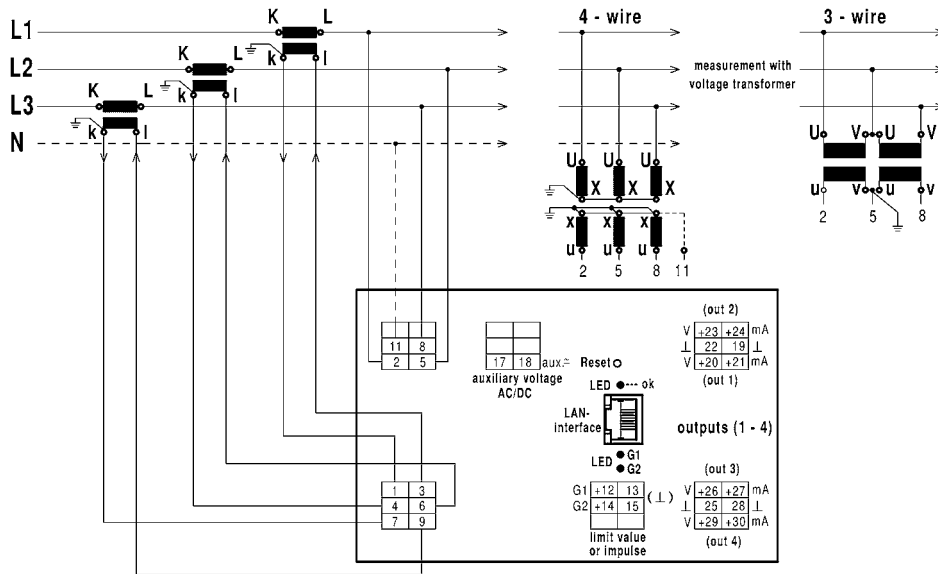 4 - wire
3 - wire
K L
L1
k l
K L
L2
k l
measurement with
voltage transformer
K L
L3
k l
N
U U V U V
X X X
x x x
u v u v
u u
2 5 8
2 5 8 11
(out 2)
V +23 +24 mA
⊥ 22 19 ⊥
V +20 +21 mA
(out 1)
11 8
2 5
17 18 aux.≂
auxiliary voltage
AC/DC
Reset
LED --- ok
LAN-
interface
outputs (1 - 4)
LED G1
G2
(out 3)
1 3
4 6
7 9
G1 +12 13 (⊥)
G2 +14 15
limit value
or impulse
V +26 +27 mA
⊥ 25 28 ⊥
V +29 +30 mA
(out 4)